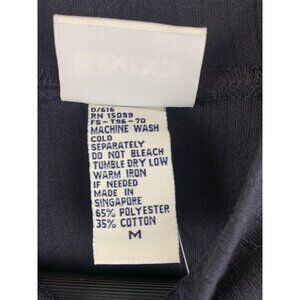 D/616
RN 15099
FS-T96-70
MACHINE WASH
COLD
SEPARATELY
DO NOT BLEACH
TUMBLE DRY LOW
WARM IRON
IF NEEDED
MADE IN
SINGAPORE
65% POLYESTER
35% COTTON
M